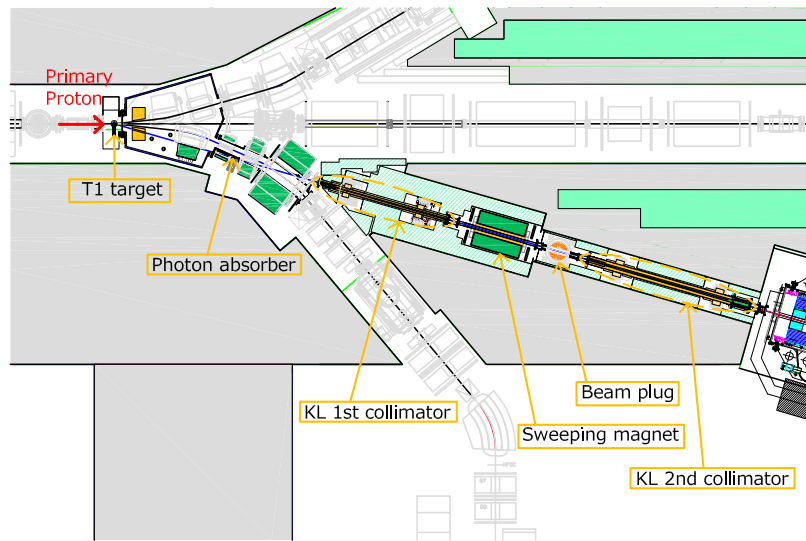 Primary
Proton
T1 target
Photon absorber
KL 1st collimator
Beam plug
Sweeping magnet
KL 2nd collimator